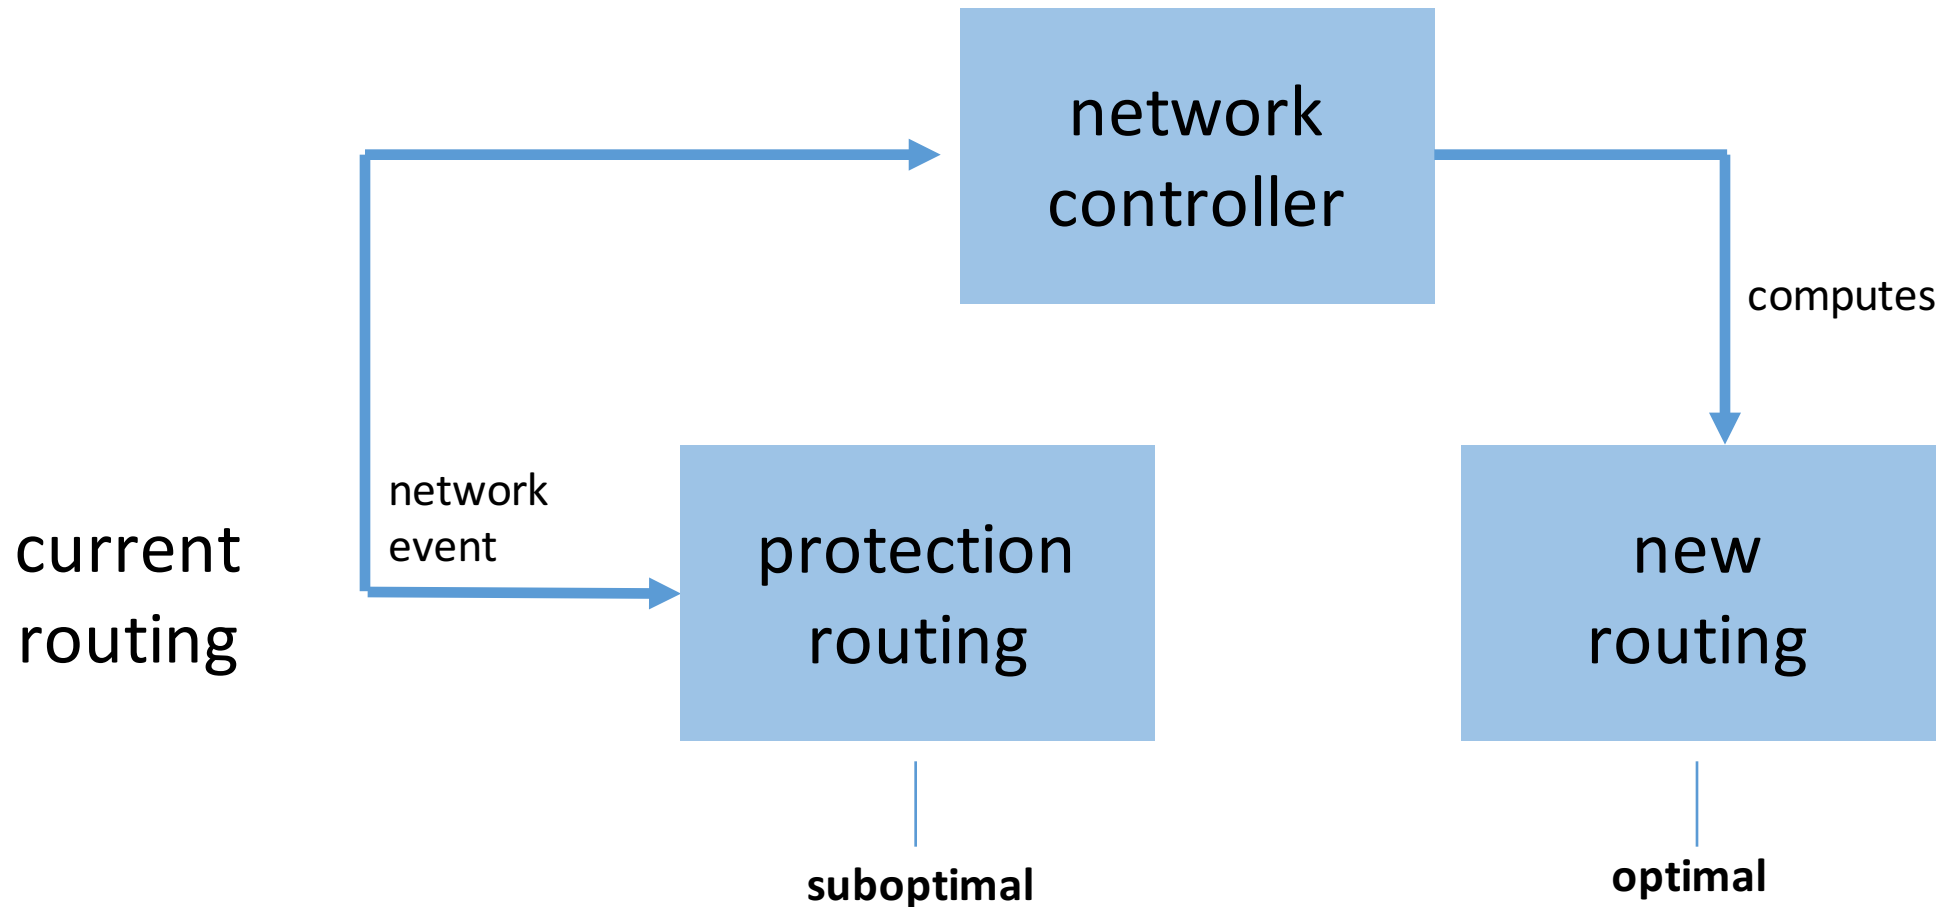 network
controller
computes
network
event
current
routing
protection
routing
new
routing
suboptimal
optimal